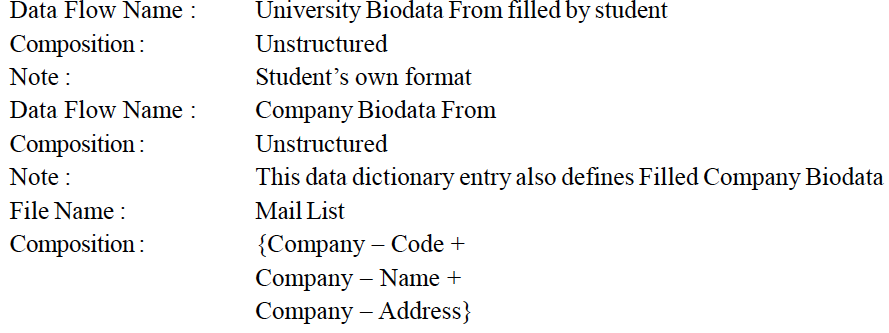 Data Flow Name : University Biodata From filled by student
Composition : Unstructured
Note : Student’s own format
Data Flow Name : Company Biodata From
Composition : Unstructured
Note : This data dictionary entry also defines Filled Company Biodata
File Name : Mail List
Composition : {Company – Code +
Company – Name +
Company – Address}